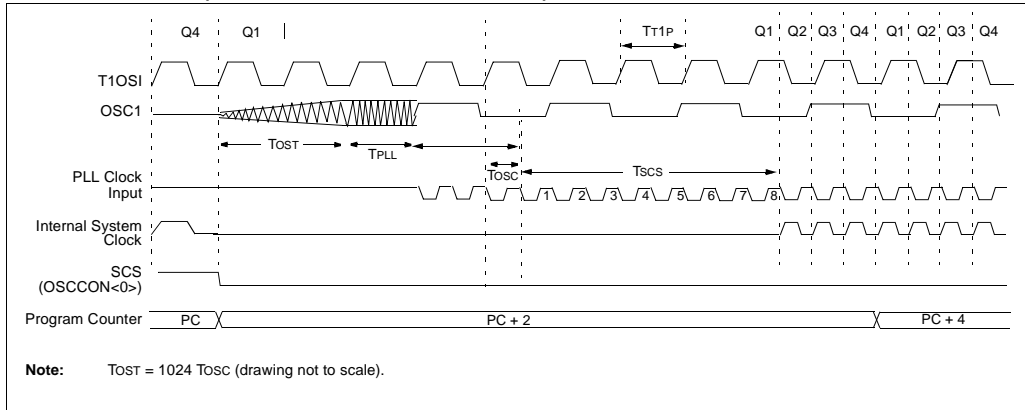 Q4 Q1 TT1P Q1 Q2 Q3 Q4 Q1 Q2 Q3 Q4
T1OSI
OSC1
TOST TPLL
TOSC TSCS
PLL Clock
Input
1 2 3 4 5 6 7 8
Internal System
Clock
SCS
(OSCCON<0>)
Program Counter PC PC + 2 PC + 4
Note: TOST = 1024 TOSC (drawing not to scale).